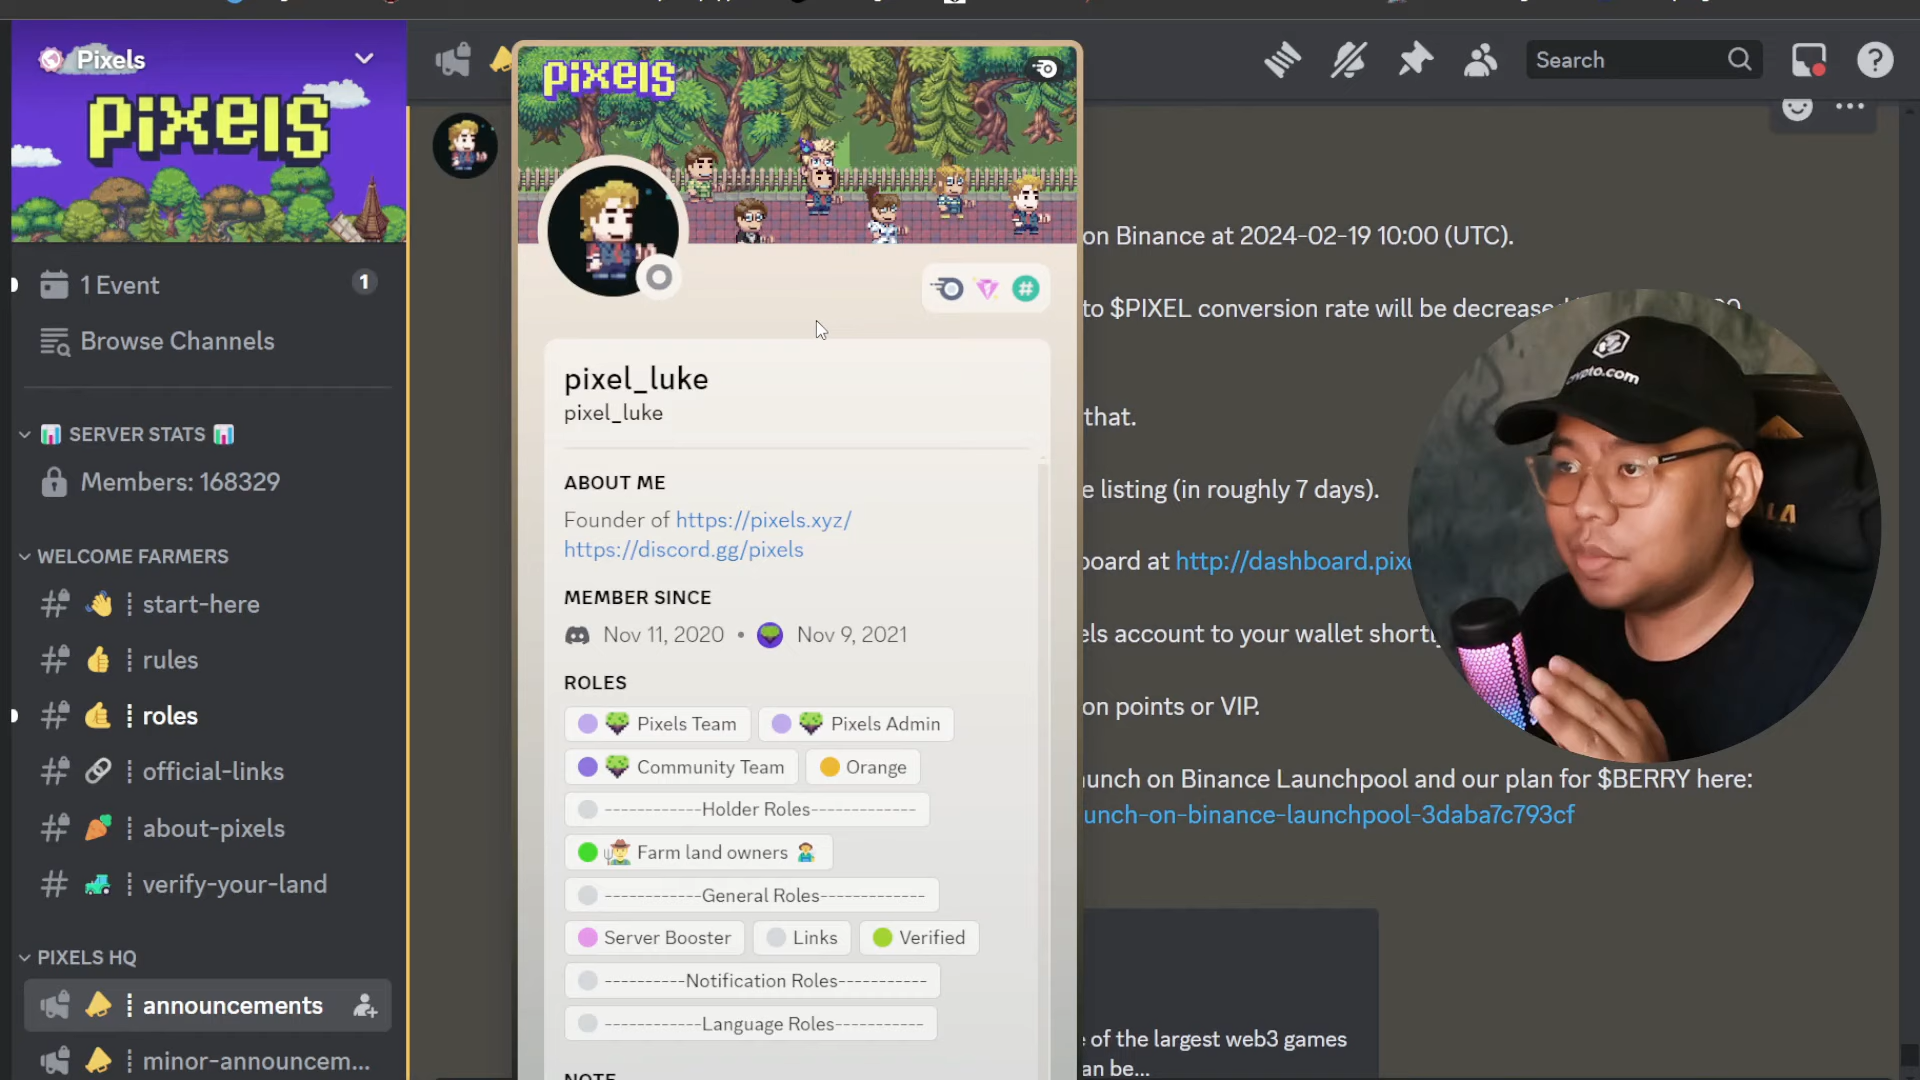 Pixels
pixels
1 Event
1
Browse Channels
SERVER STATS
Members: 168329
WELCOME FARMERS
start-here
rules
roles
official-links
about-pixels
verify-your-land
PIXELS HQ
announcements
minor-announcem...
pixels
pixel_luke
pixel_luke
ABOUT ME
Founder of https://pixels.xyz/
https://discord.gg/pixels
MEMBER SINCE
Nov 11, 2020 • Nov 9, 2021
ROLES
Pixels Team
Pixels Admin
Community Team
Orange
------------Holder Roles-------------
Farm land owners
-----------General Roles-------------
Server Booster
Links
Verified
----------Notification Roles-----------
------------Language Roles-----------
NOTE
Search
on Binance at 2024-02-19 10:00 (UTC).
to $PIXEL conversion rate will be decreased
that.
e listing (in roughly 7 days).
board at http://dashboard.pixe
els account to your wallet shortly
on points or VIP.
aunch on Binance Launchpool and our plan for $BERRY here:
unch-on-binance-launchpool-3daba7c793cf
e of the largest web3 games
an be...
crypto.com